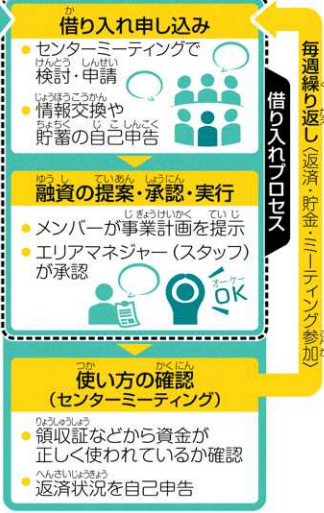 借り入れ申し込み
センターミーティングで
検討・申請
情報交換や
貯蓄の自己申告
融資の提案・承認・実行
メンバーが事業計画を提示
エリアマネジャー（スタッフ）
が承認
オーケー
OK
使い方の確認
（センターミーティング）
領収証などから資金が
正しく使われているか確認
返済状況を自己申告
借り入れプロセス
毎週繰り返し〈返済・貯金・ミーティング参加〉